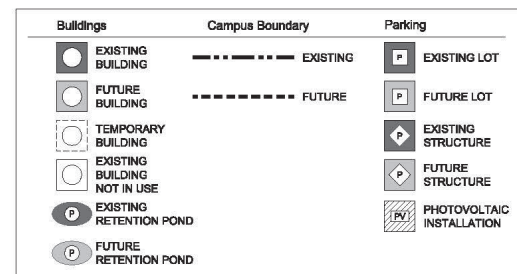 Buildings
Campus Boundary
Parking
EXISTING
BUILDING
EXISTING
P
EXISTING LOT
FUTURE
BUILDING
FUTURE
P
FUTURE LOT
TEMPORARY
BUILDING
P
EXISTING
STRUCTURE
EXISTING
BUILDING
NOT IN USE
P
FUTURE
STRUCTURE
P
EXISTING
RETENTION POND
PV
PHOTOVOLTAIC
INSTALLATION
P
FUTURE
RETENTION POND